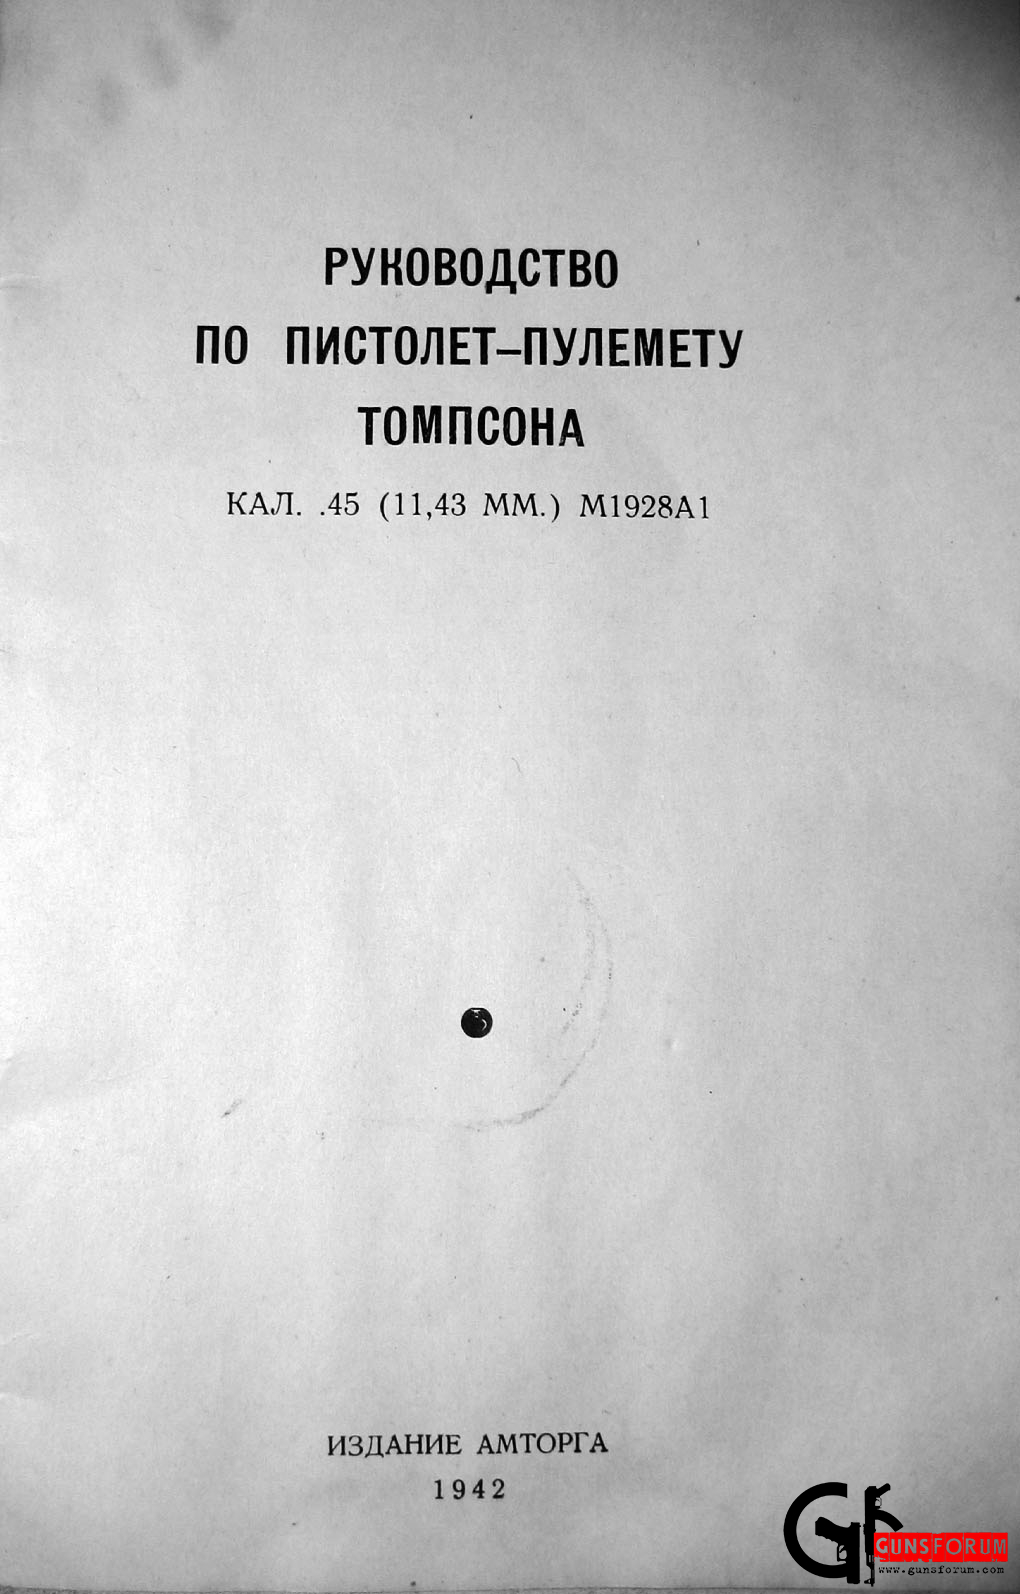 РУКОВОДСТВО
ПО ПИСТОЛЕТ-ПУЛЕМЕТУ
ТОМПСОНА
КАЛ. .45 (11,43 ММ.) М1928А1
ИЗДАНИЕ АМТОРГА
1942
GUNSFORUM
www.gunsforum.com